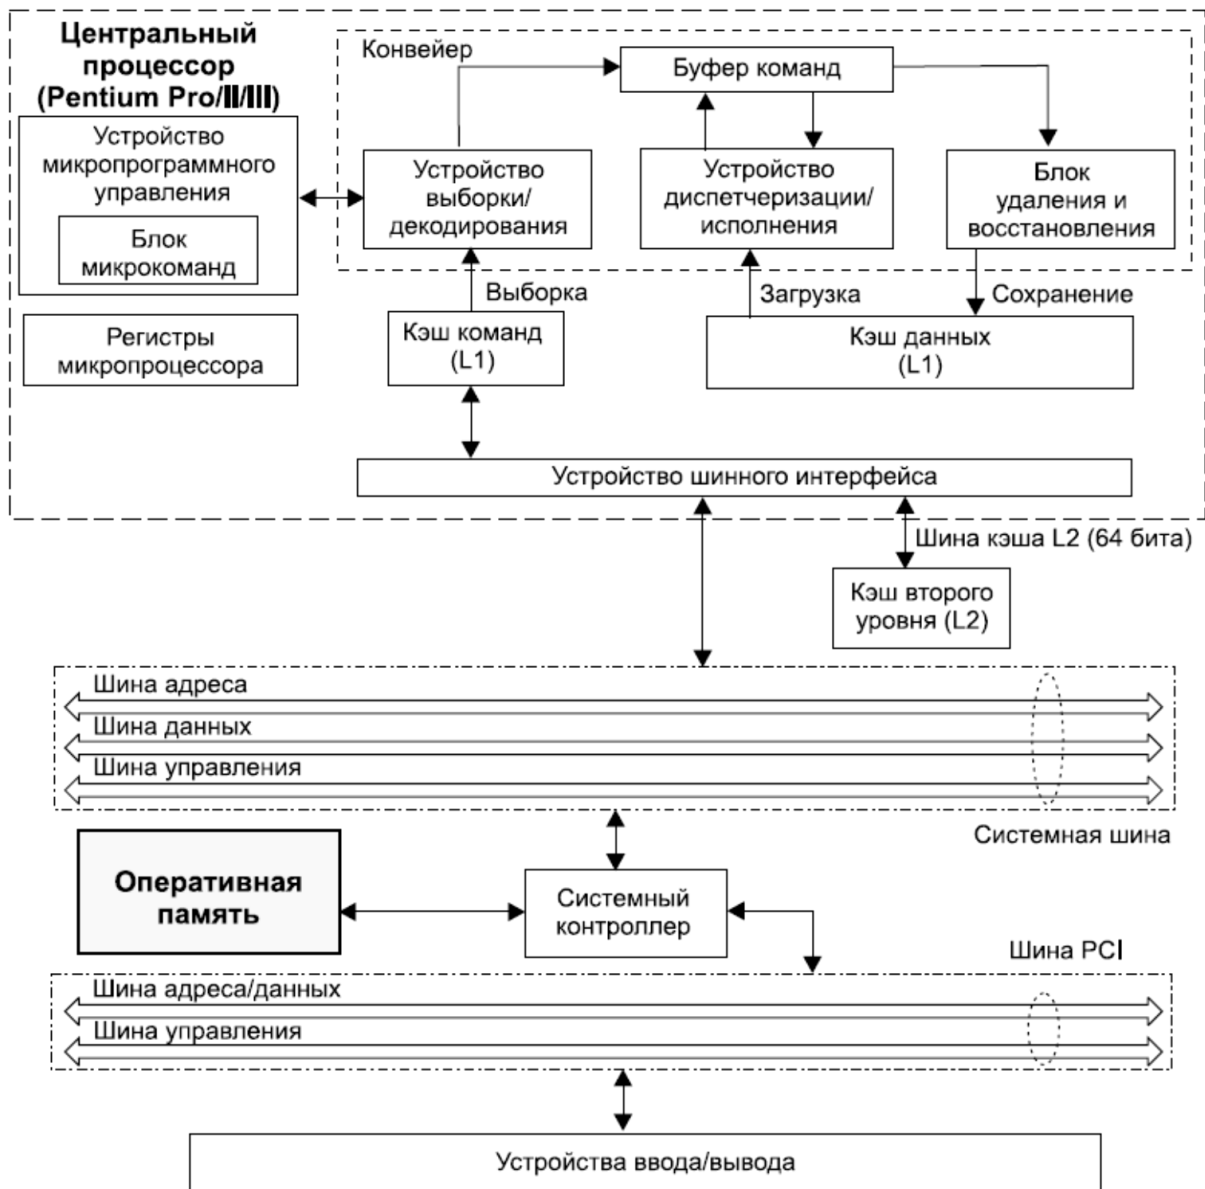 Центральный
процессор
(Pentium Pro/II/III)
Конвейер
Буфер команд
Устройство
микропрограммного
управления
Блок
микрокоманд
Устройство
выборки/
декодирования
Устройство
диспетчеризации/
исполнения
Блок
удаления и
восстановления
Выборка
Загрузка
Сохранение
Регистры
микропроцессора
Кэш команд
(L1)
Кэш данных
(L1)
Устройство шинного интерфейса
Шина кэша L2 (64 бита)
Кэш второго
уровня (L2)
Шина адреса
Шина данных
Шина управления
Системная шина
Оперативная
память
Системный
контроллер
Шина PCI
Шина адреса/данных
Шина управления
Устройства ввода/вывода